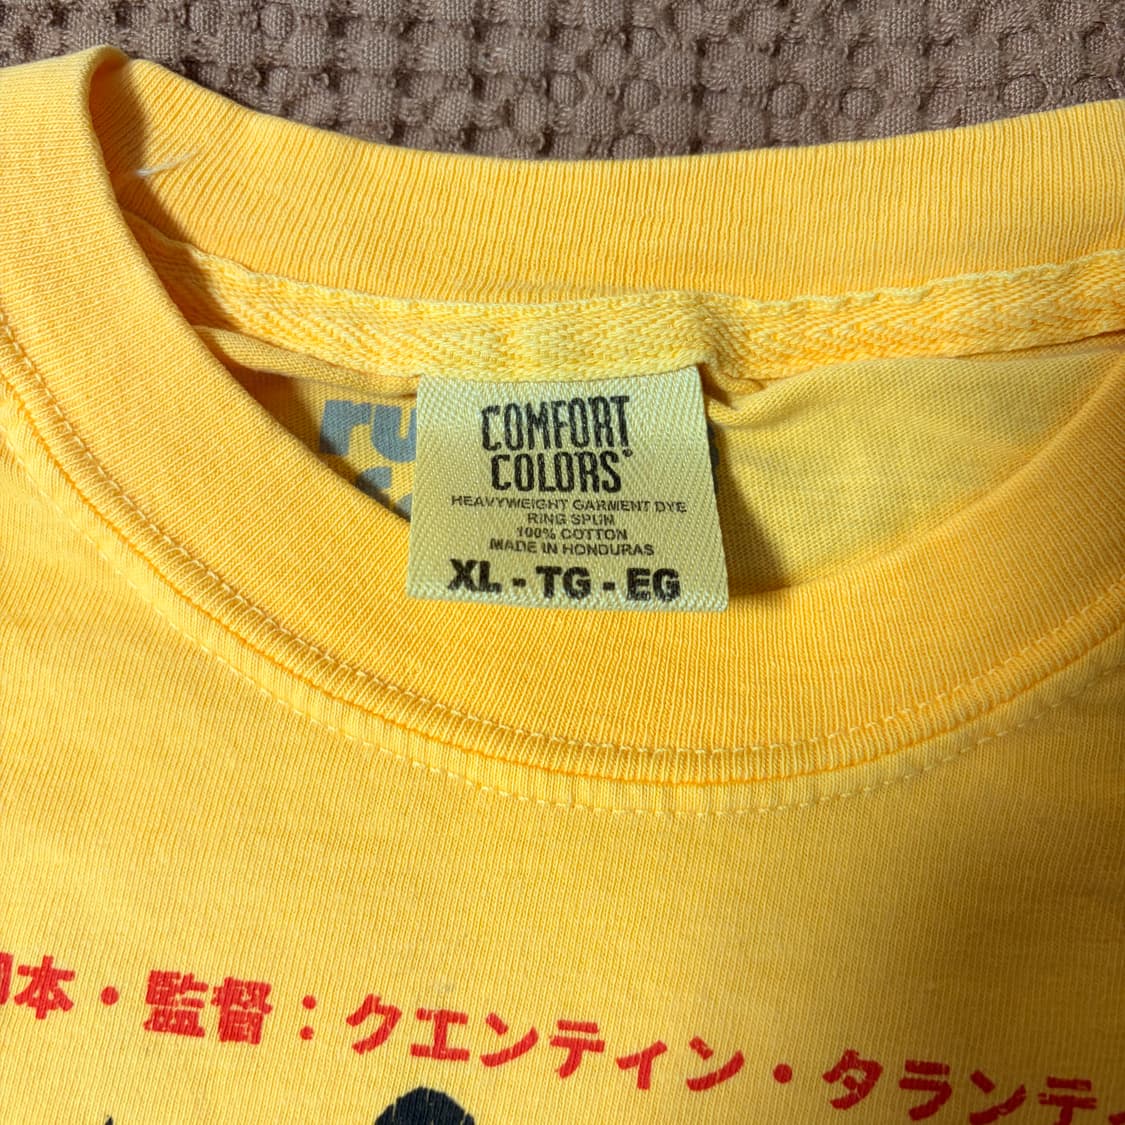 ru
COMFORT
COLORS®
HEAVYWEIGHT GARMENT DYE
RING SPUN
100% COTTON
MADE IN HONDURAS
XL - TG - EG
本・監督：クエンティン・タランテ